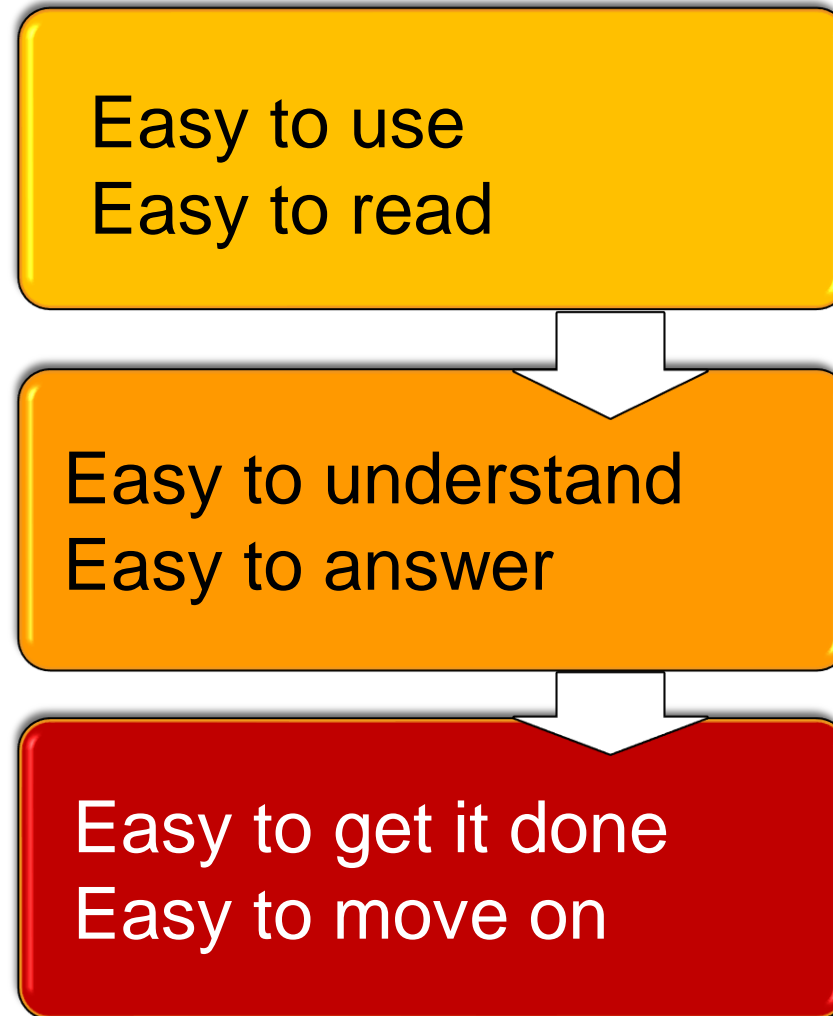 Easy to use
Easy to read
Easy to understand
Easy to answer
Easy to get it done
Easy to move on